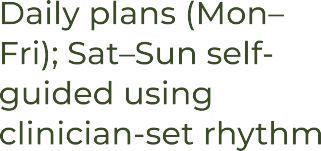 Daily plans (Mon–
Fri); Sat–Sun self-
guided using
clinician-set rhythm